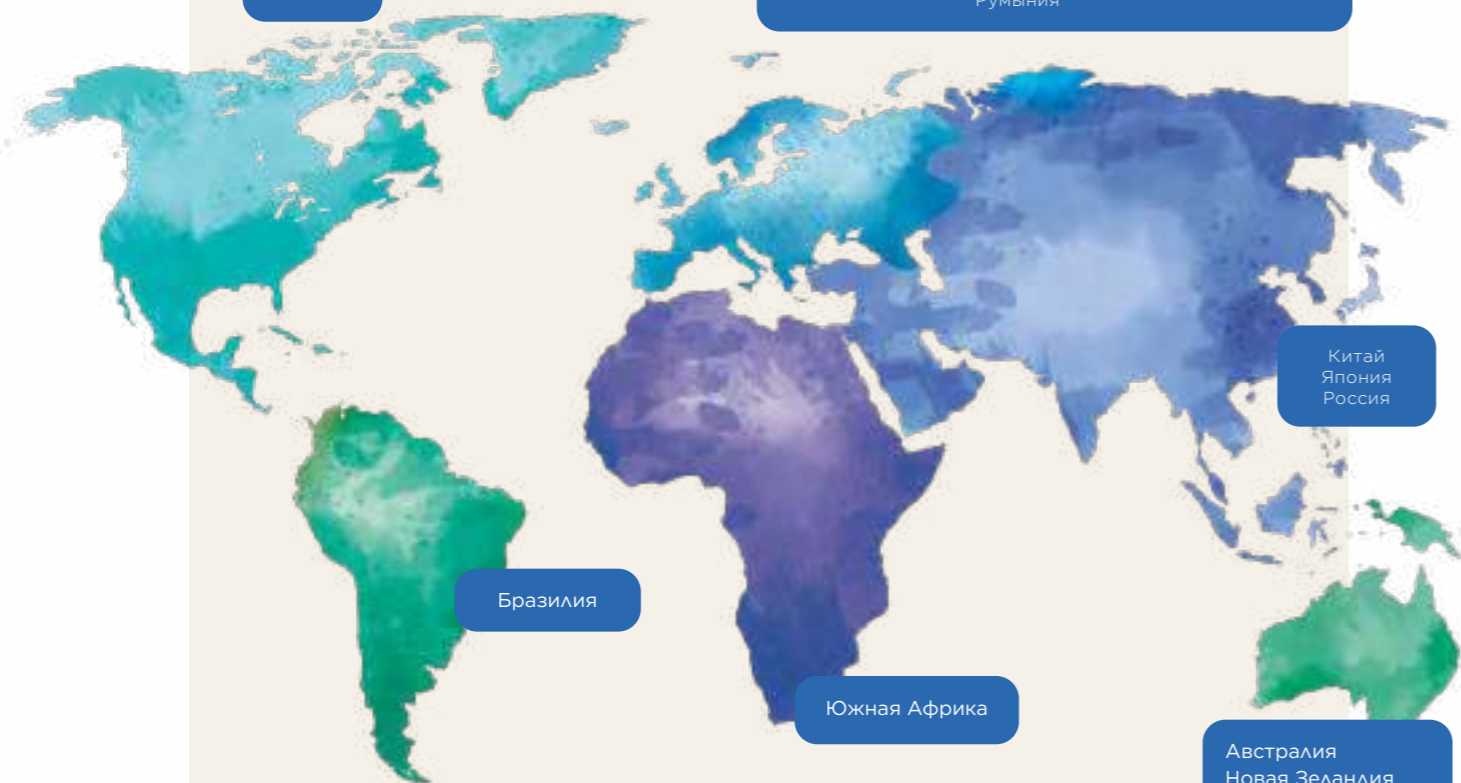 Румыния
Китай
Япония
Россия
Бразилия
Южная Африка
Австралия
Новая Зеландия